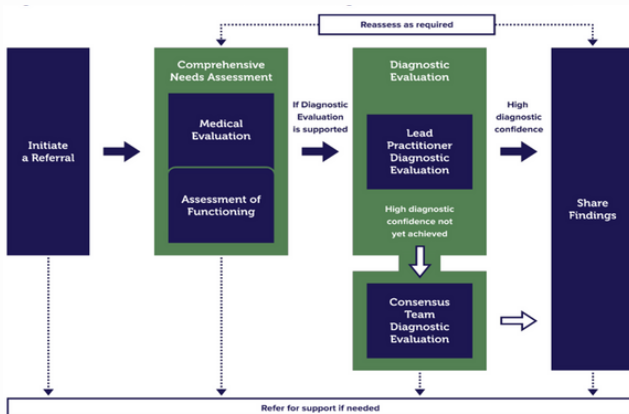 Reassess as required
Initiate
a Referral
Comprehensive
Needs Assessment
Medical
Evaluation
Assessment of
Functioning
If Diagnostic
Evaluation
is supported
Diagnostic
Evaluation
Lead
Practitioner
Diagnostic
Evaluation
High diagnostic
confidence not
yet achieved
Consensus
Team
Diagnostic
Evaluation
High
diagnostic
confidence
Share
Findings
Refer for support if needed